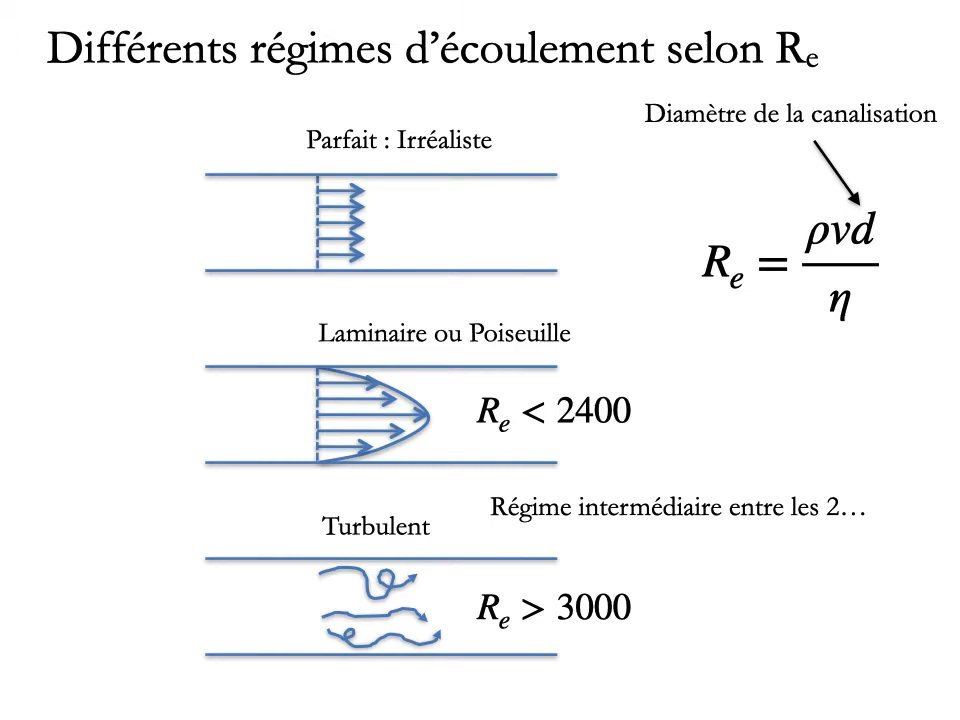 Différents régimes d'écoulement selon Rₑ
Diamètre de la canalisation
Parfait : Irréaliste
Rₑ = ρvd / η
Laminaire ou Poiseuille
Rₑ < 2400
Régime intermédiaire entre les 2…
Turbulent
Rₑ > 3000